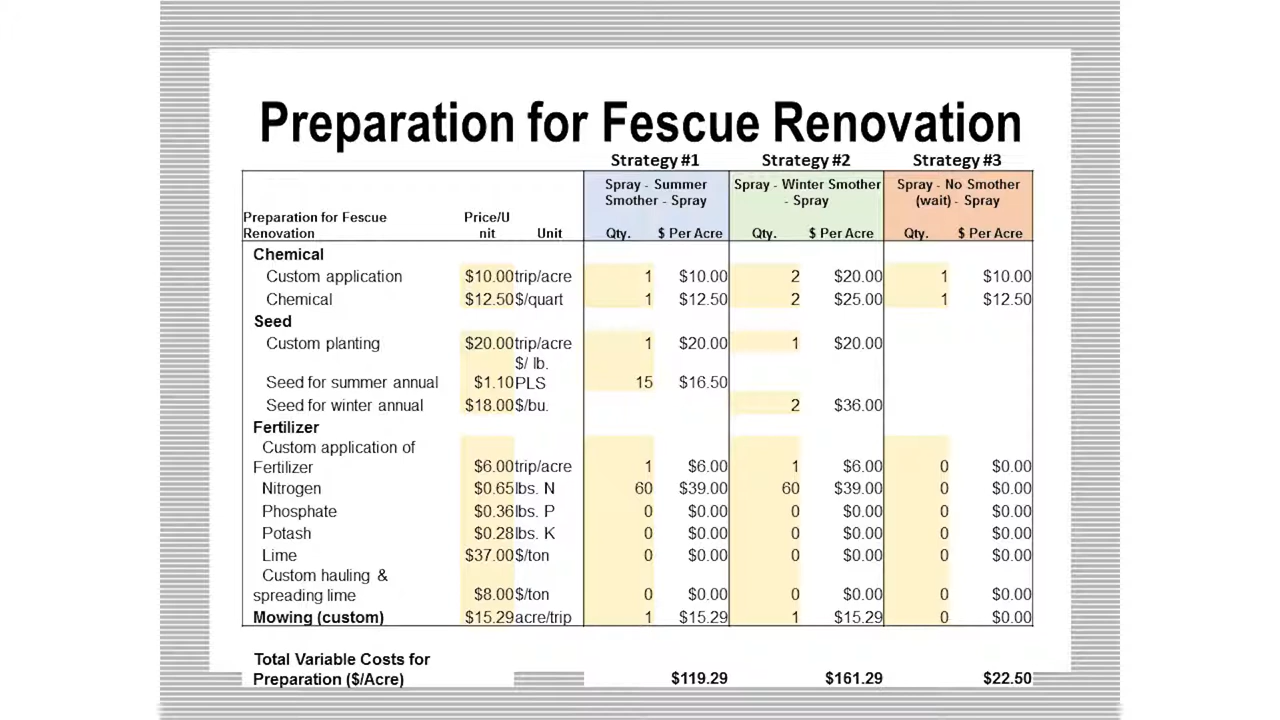 Preparation for Fescue Renovation
Strategy #1 Strategy #2 Strategy #3
Spray - Summer Smother - Spray Spray - Winter Smother - Spray Spray - No Smother (wait) - Spray
Preparation for Fescue Renovation Price/Unit Unit Qty. $ Per Acre Qty. $ Per Acre Qty. $ Per Acre
Chemical
Custom application $10.00 trip/acre 1 $10.00 2 $20.00 1 $10.00
Chemical $12.50 $/quart 1 $12.50 2 $25.00 1 $12.50
Seed
Custom planting $20.00 trip/acre 1 $20.00 1 $20.00
Seed for summer annual $1.10 $/ lb. PLS 15 $16.50
Seed for winter annual $18.00 $/bu. 2 $36.00
Fertilizer
Custom application of Fertilizer $6.00 trip/acre 1 $6.00 1 $6.00 0 $0.00
Nitrogen $0.65 lbs. N 60 $39.00 60 $39.00 0 $0.00
Phosphate $0.36 lbs. P 0 $0.00 0 $0.00 0 $0.00
Potash $0.28 lbs. K 0 $0.00 0 $0.00 0 $0.00
Lime $37.00 $/ton 0 $0.00 0 $0.00 0 $0.00
Custom hauling & spreading lime $8.00 $/ton 0 $0.00 0 $0.00 0 $0.00
Mowing (custom) $15.29 acre/trip 1 $15.29 1 $15.29 0 $0.00
Total Variable Costs for Preparation ($/Acre) $119.29 $161.29 $22.50